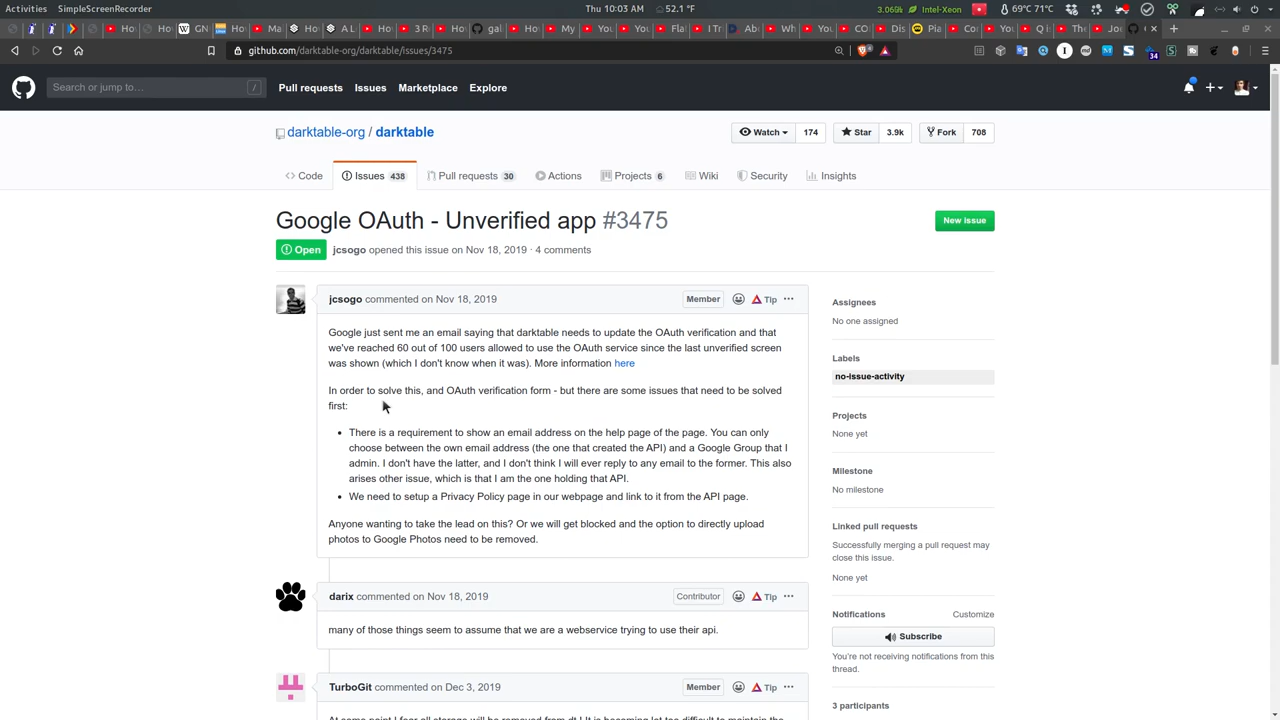 Activities SimpleScreenRecorder Thu 10:03 AM 52.1°F Intel-Xeon 69°C 71°C
github.com/darktable-org/darktable/issues/3475
Search or jump to… / Pull requests Issues Marketplace Explore
darktable-org / darktable Watch 174 Star 3.9k Fork 708
Code Issues 438 Pull requests 30 Actions Projects 6 Wiki Security Insights
Google OAuth - Unverified app #3475 New issue
Open jcsogo opened this issue on Nov 18, 2019 · 4 comments
jcsogo commented on Nov 18, 2019 Member Tip
Google just sent me an email saying that darktable needs to update the OAuth verification and that
we've reached 60 out of 100 users allowed to use the OAuth service since the last unverified screen
was shown (which I don't know when it was). More information here
In order to solve this, and OAuth verification form - but there are some issues that need to be solved
first:
• There is a requirement to show an email address on the help page of the page. You can only
choose between the own email address (the one that created the API) and a Google Group that I
admin. I don't have the latter, and I don't think I will ever reply to any email to the former. This also
arises other issue, which is that I am the one holding that API.
• We need to setup a Privacy Policy page in our webpage and link to it from the API page.
Anyone wanting to take the lead on this? Or we will get blocked and the option to directly upload
photos to Google Photos need to be removed.
darix commented on Nov 18, 2019 Contributor Tip
many of those things seem to assume that we are a webservice trying to use their api.
TurboGit commented on Dec 3, 2019 Member Tip
Assignees
No one assigned
Labels
no-issue-activity
Projects
None yet
Milestone
No milestone
Linked pull requests
Successfully merging a pull request may
close this issue.
None yet
Notifications Customize
Subscribe
You're not receiving notifications from this
thread.
3 participants